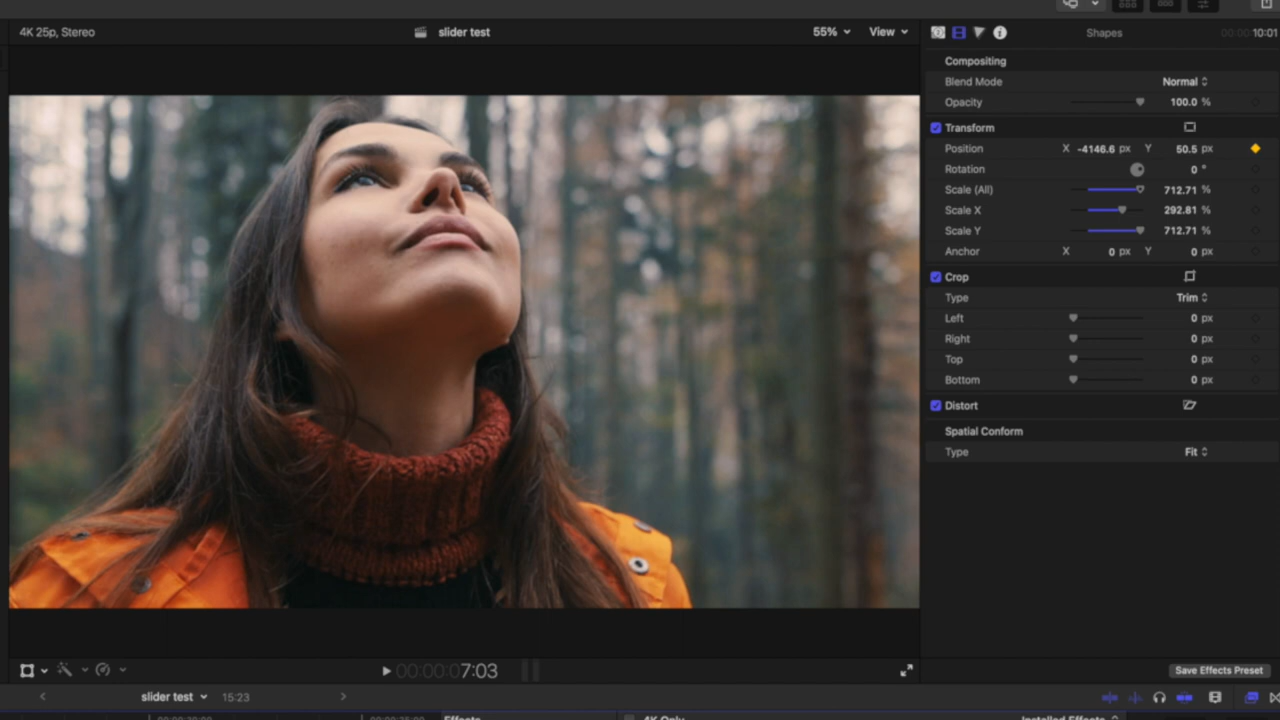 4K 25p, Stereo
slider test
55%
View
Shapes
00:00:10:01
Compositing
Blend Mode Normal
Opacity 100.0 %
Transform
Position X -4146.6 px Y 50.5 px
Rotation 0 °
Scale (All) 712.71 %
Scale X 292.81 %
Scale Y 712.71 %
Anchor X 0 px Y 0 px
Crop
Type Trim
Left 0 px
Right 0 px
Top 0 px
Bottom 0 px
Distort
Spatial Conform
Type Fit
00:00:07:03
Save Effects Preset
slider test
15:23
Effects
4K Only
Installed Effects